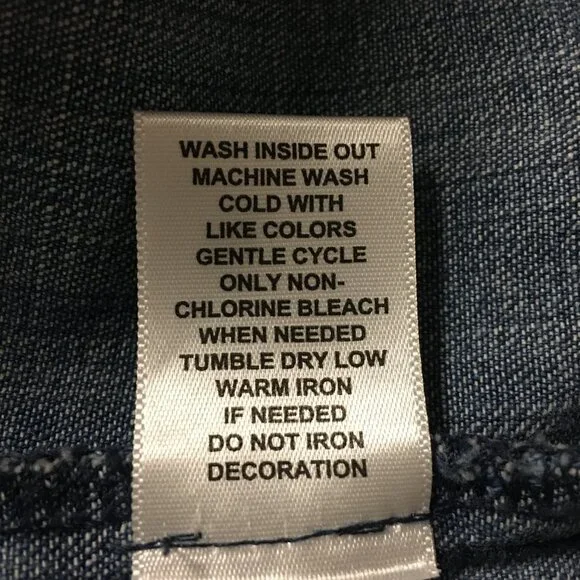 WASH INSIDE OUT
MACHINE WASH
COLD WITH
LIKE COLORS
GENTLE CYCLE
ONLY NON-
CHLORINE BLEACH
WHEN NEEDED
TUMBLE DRY LOW
WARM IRON
IF NEEDED
DO NOT IRON
DECORATION